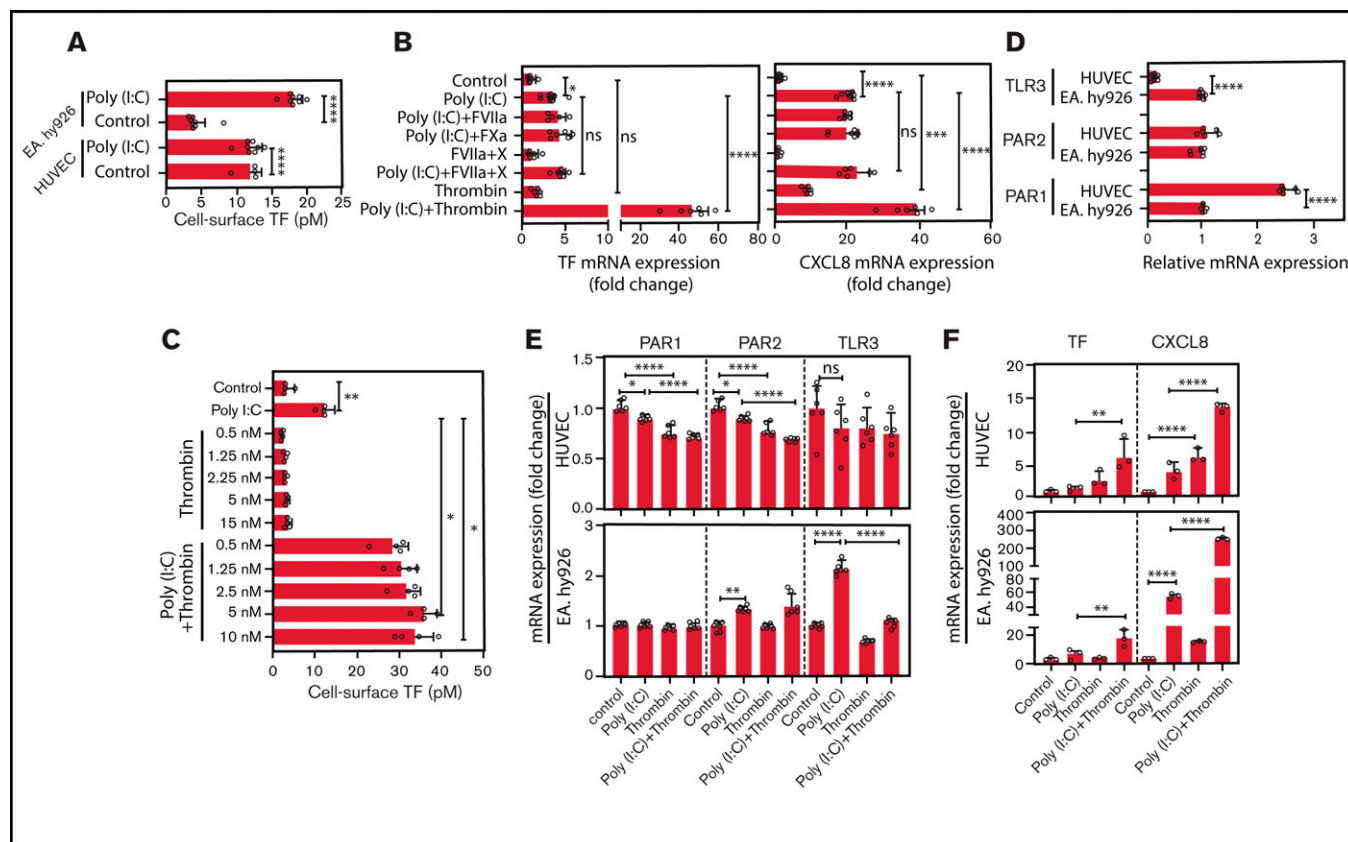 A
EA. hy926
HUVEC
Poly (I:C)
Control
Poly (I:C)
Control
****
****
0 5 10 15 20 25
Cell-surface TF (pM)
B
Control
Poly (I:C)
Poly (I:C)+FVIIa
Poly (I:C)+FXa
FVIIa+X
Poly (I:C)+FVIIa+X
Thrombin
Poly (I:C)+Thrombin
*
ns
ns
****
0 5 10 20 40 60 80
TF mRNA expression
(fold change)
****
ns
***
****
0 20 40 60
CXCL8 mRNA expression
(fold change)
D
TLR3
HUVEC
EA. hy926
****
PAR2
HUVEC
EA. hy926
PAR1
HUVEC
EA. hy926
****
0 1 2 3
Relative mRNA expression
C
Control
Poly I:C
Thrombin
0.5 nM
1.25 nM
2.25 nM
5 nM
15 nM
Poly (I:C)
+Thrombin
0.5 nM
1.25 nM
2.5 nM
5 nM
10 nM
**
*
*
0 10 20 30 40 50
Cell-surface TF (pM)
E
PAR1 PAR2 TLR3
mRNA expression (fold change)
HUVEC
EA. hy926
1.5
1.0
0.5
0.0
****
* ****
****
* ****
ns
3
2
1
0
**
**** ****
control
Poly (I:C)
Thrombin
Poly (I:C)+Thrombin
Control
Poly (I:C)
Thrombin
Poly (I:C)+Thrombin
Control
Poly (I:C)
Thrombin
Poly (I:C)+Thrombin
F
TF CXCL8
mRNA expression (fold change)
HUVEC
EA. hy926
20
15
10
5
0
**
****
****
400
300
200
100
80
60
40
20
0
**
****
****
Control
Poly (I:C)
Thrombin
Poly (I:C)+Thrombin
Control
Poly (I:C)
Thrombin
Poly (I:C)+Thrombin